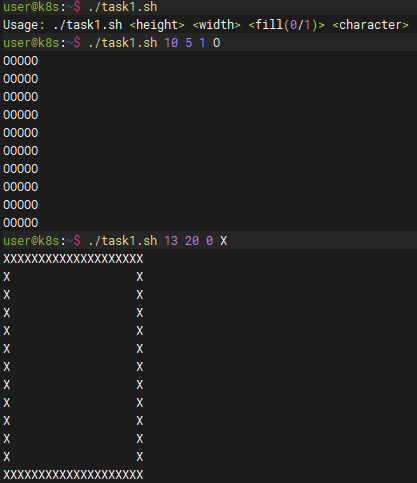 user@k8s:~$ ./task1.sh
Usage: ./task1.sh <height> <width> <fill(0/1)> <character>
user@k8s:~$ ./task1.sh 10 5 1 O
OOOOO
OOOOO
OOOOO
OOOOO
OOOOO
OOOOO
OOOOO
OOOOO
OOOOO
OOOOO
user@k8s:~$ ./task1.sh 13 20 0 X
XXXXXXXXXXXXXXXXXXXX
X                  X
X                  X
X                  X
X                  X
X                  X
X                  X
X                  X
X                  X
X                  X
X                  X
X                  X
XXXXXXXXXXXXXXXXXXXX